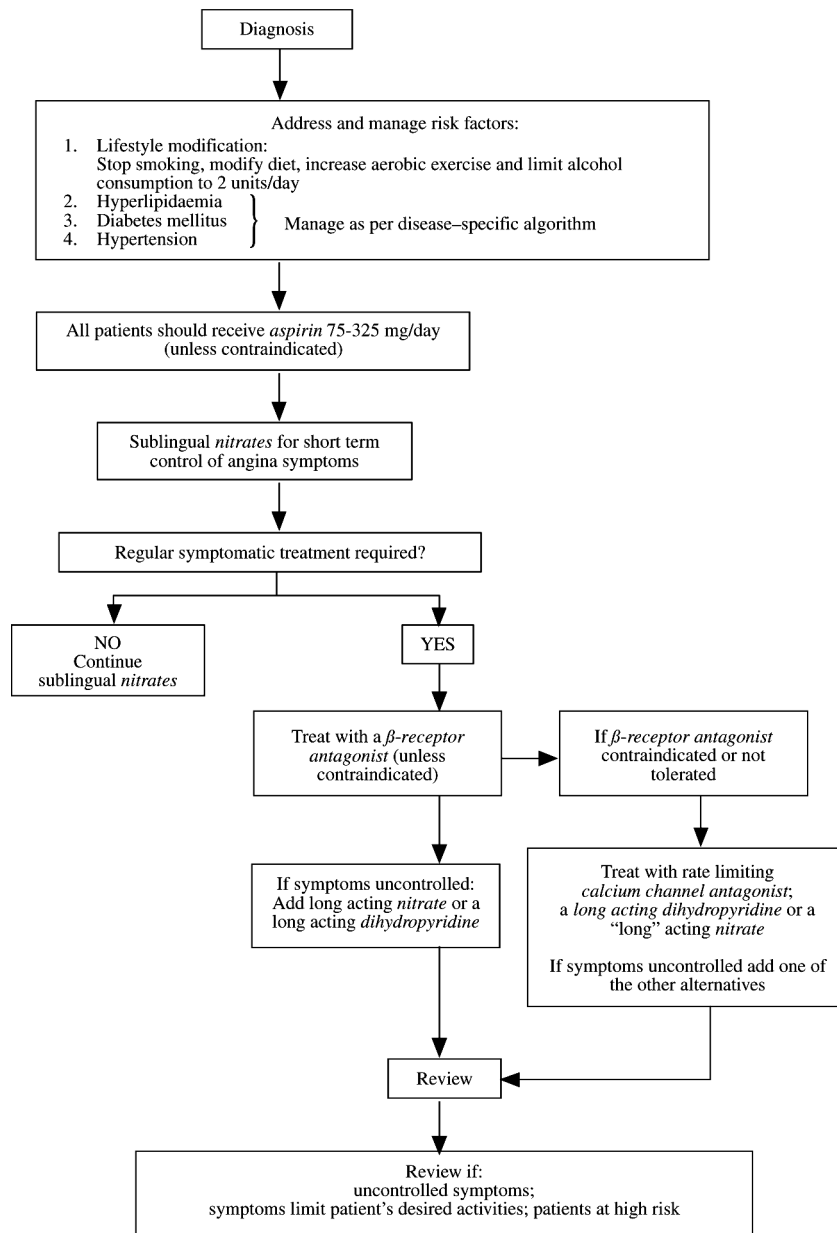 Diagnosis
Address and manage risk factors:
1. Lifestyle modification:
Stop smoking, modify diet, increase aerobic exercise and limit alcohol
consumption to 2 units/day
2. Hyperlipidaemia
3. Diabetes mellitus
4. Hypertension
Manage as per disease–specific algorithm
All patients should receive aspirin 75-325 mg/day
(unless contraindicated)
Sublingual nitrates for short term
control of angina symptoms
Regular symptomatic treatment required?
NO
Continue
sublingual nitrates
YES
Treat with a β-receptor
antagonist (unless
contraindicated)
If β-receptor antagonist
contraindicated or not
tolerated
If symptoms uncontrolled:
Add long acting nitrate or a
long acting dihydropyridine
Treat with rate limiting
calcium channel antagonist;
a long acting dihydropyridine or a
“long” acting nitrate
If symptoms uncontrolled add one of
the other alternatives
Review
Review if:
uncontrolled symptoms;
symptoms limit patient’s desired activities; patients at high risk